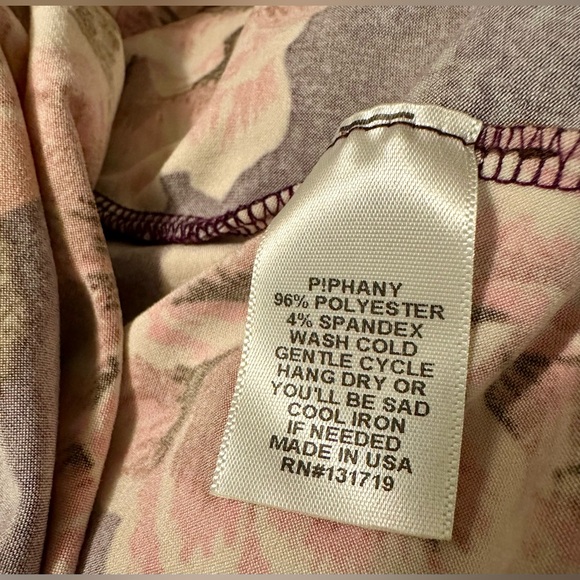 P!PHANY
96% POLYESTER
4% SPANDEX
WASH COLD
GENTLE CYCLE
HANG DRY OR
YOU'LL BE SAD
COOL IRON
IF NEEDED
MADE IN USA
RN#131719